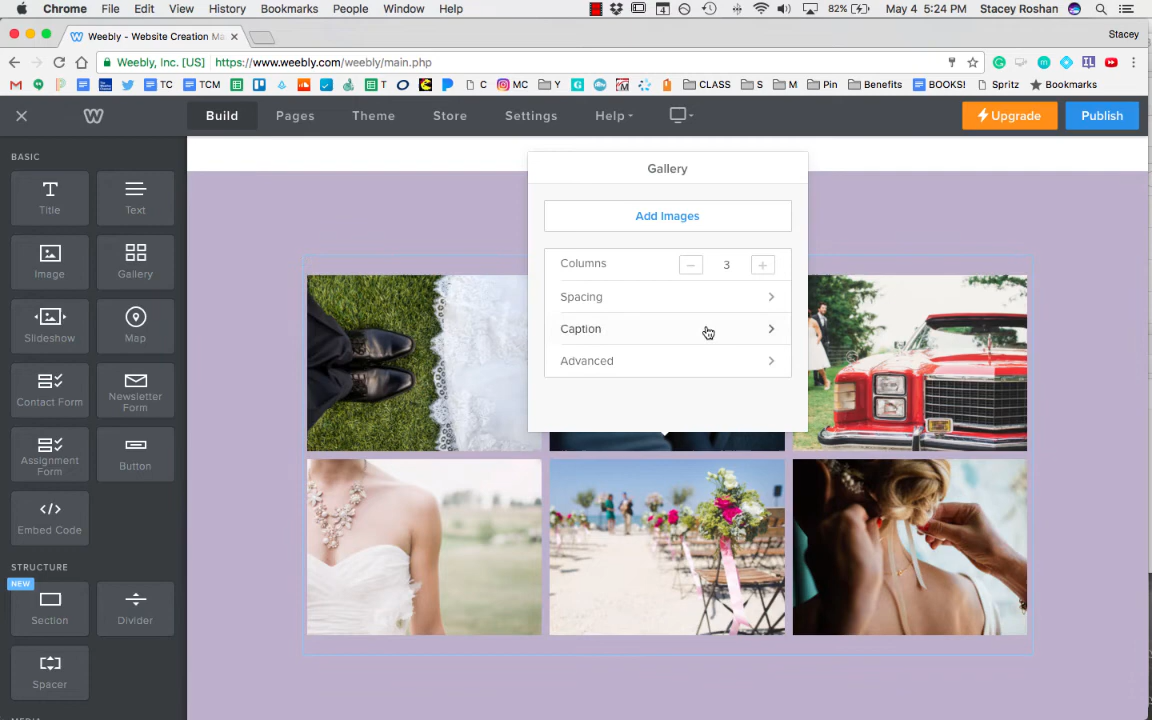 Chrome File Edit View History Bookmarks People Window Help 4 82% May 4 5:24 PM Stacey Roshan
Weebly - Website Creation Ma Stacey
Weebly, Inc. [US] https://www.weebly.com/weebly/main.php
TC TCM T C MC Y CLASS S M Pin Benefits BOOKS! Spritz Bookmarks
Build Pages Theme Store Settings Help Upgrade Publish
BASIC
Title Text
Image Gallery
Slideshow Map
Contact Form Newsletter Form
Assignment Form Button
Embed Code
STRUCTURE
NEW
Section Divider
Spacer
Gallery
Add Images
Columns 3
Spacing
Caption
Advanced